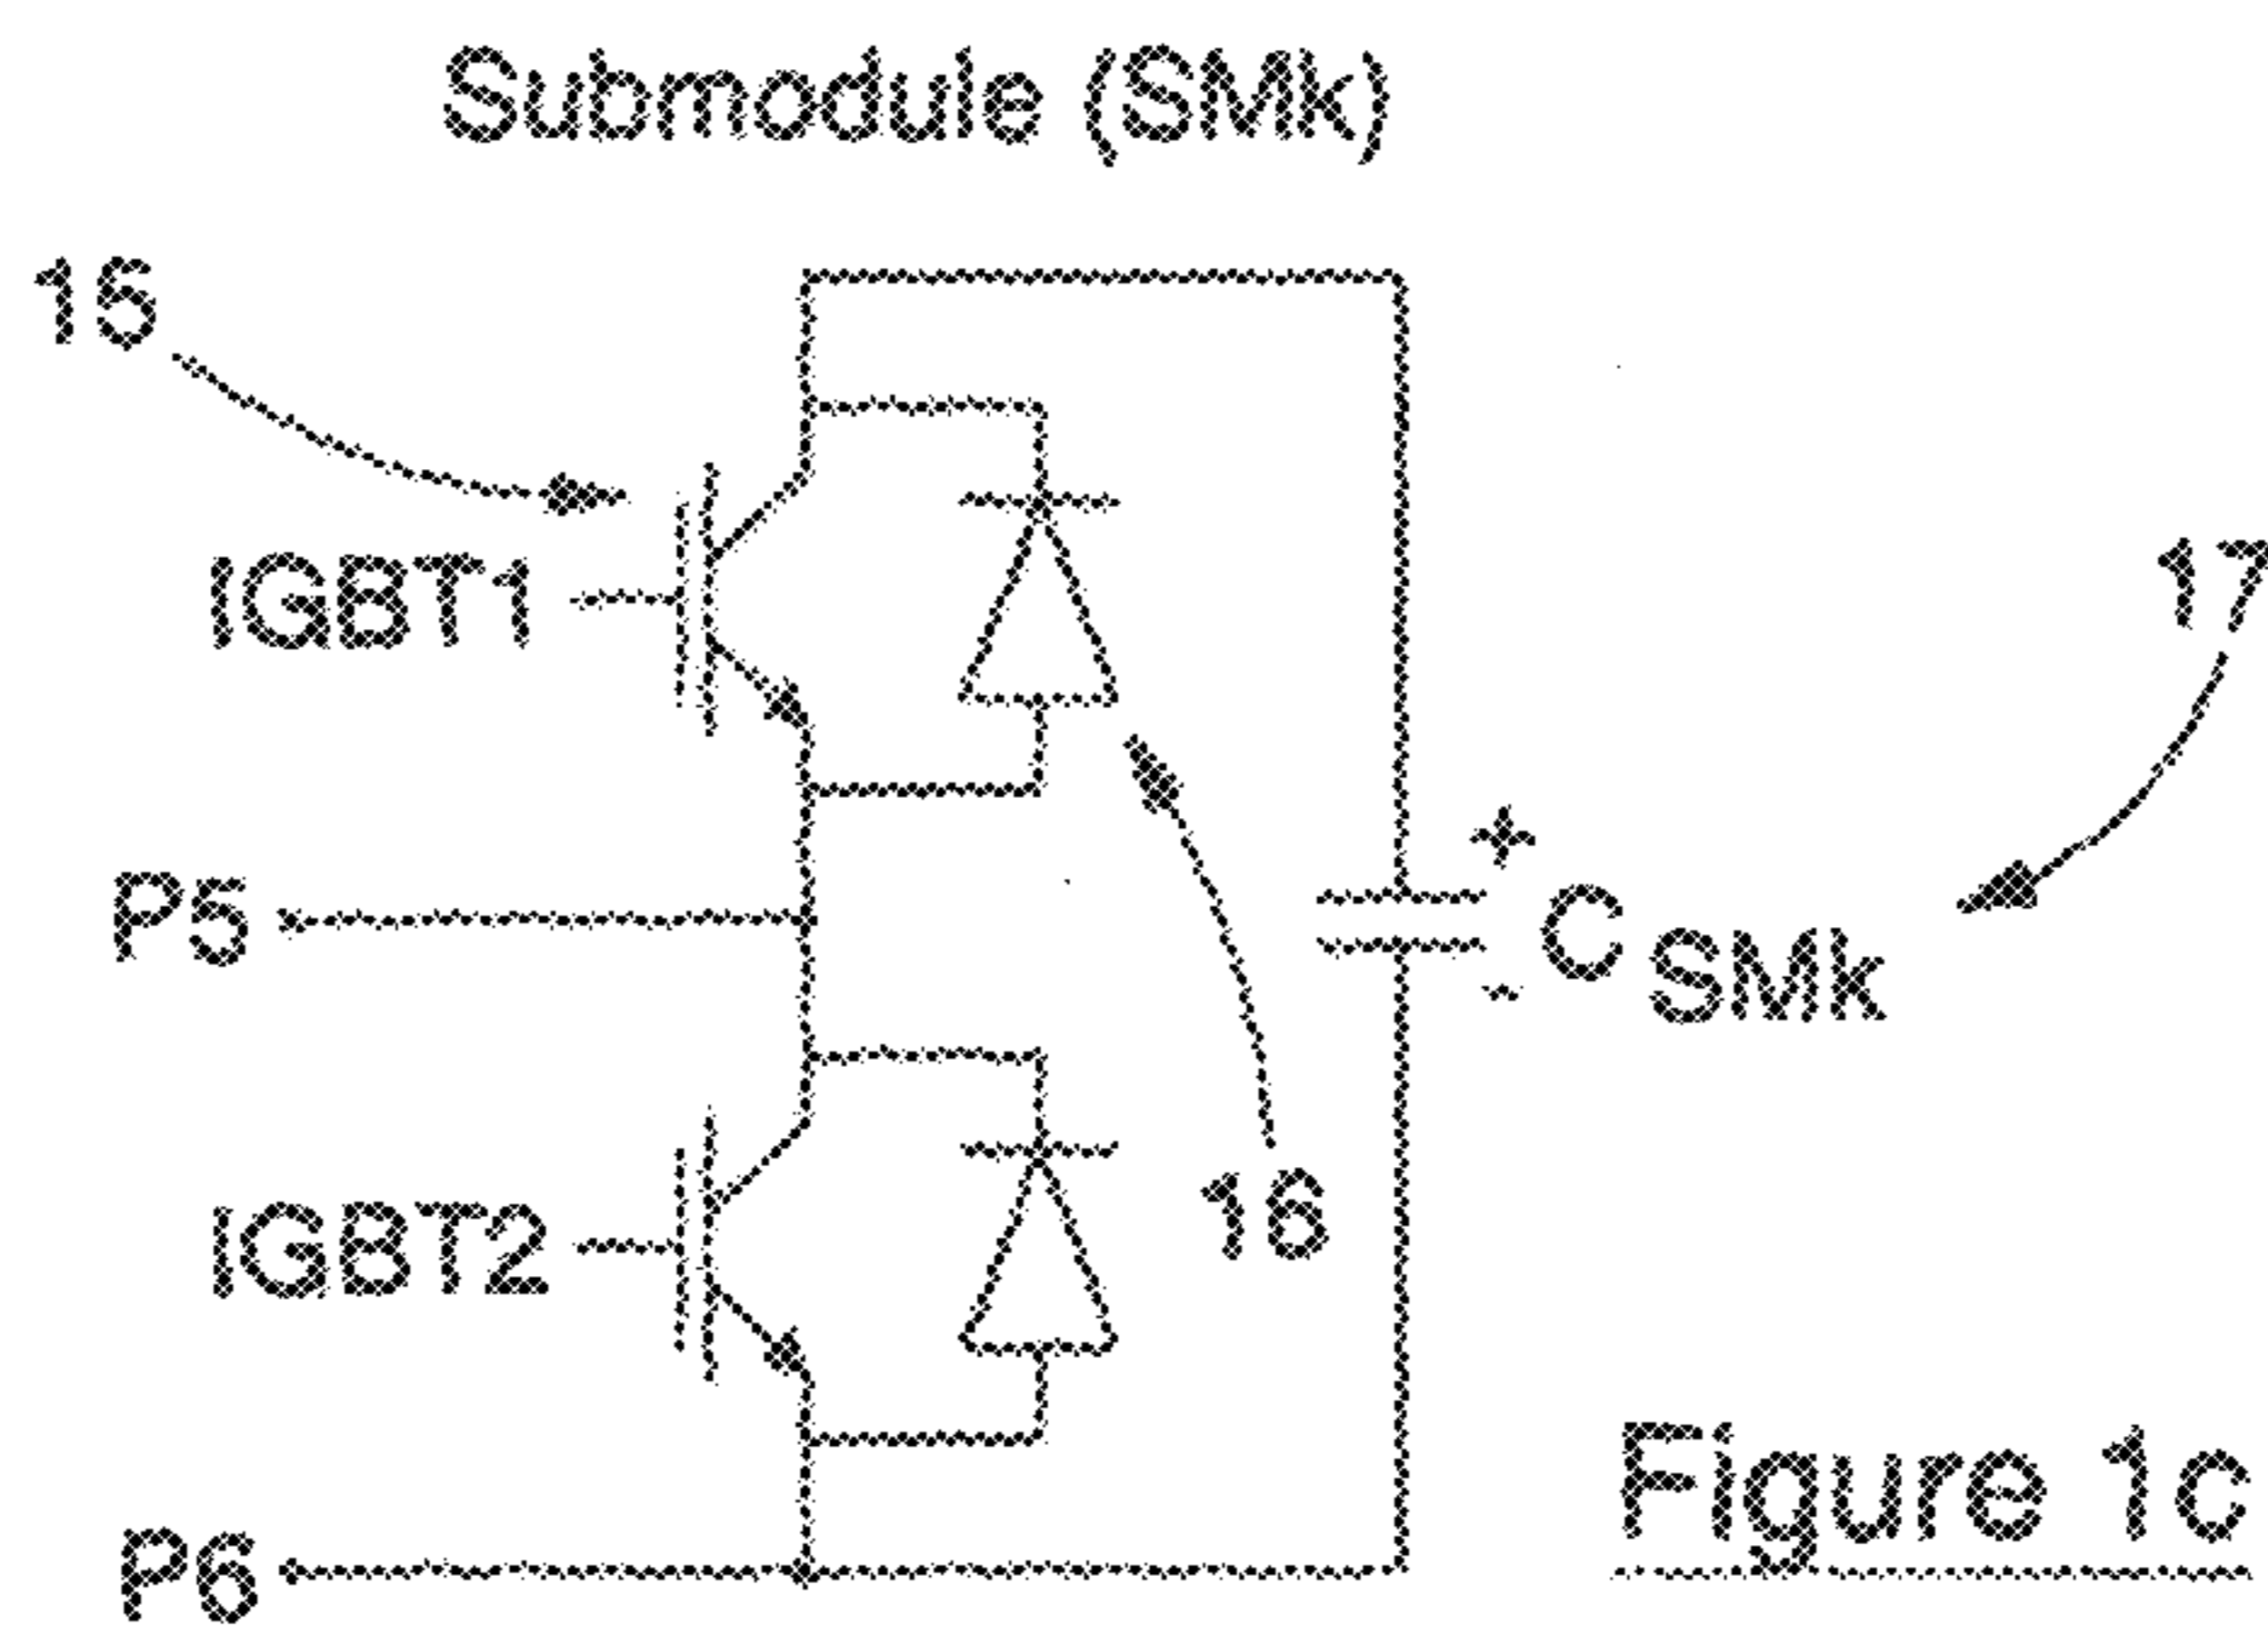 Submodule (SMk)
15
IGBT1
17
P5
+
C SMk
-
IGBT2
16
P6
Figure 1c